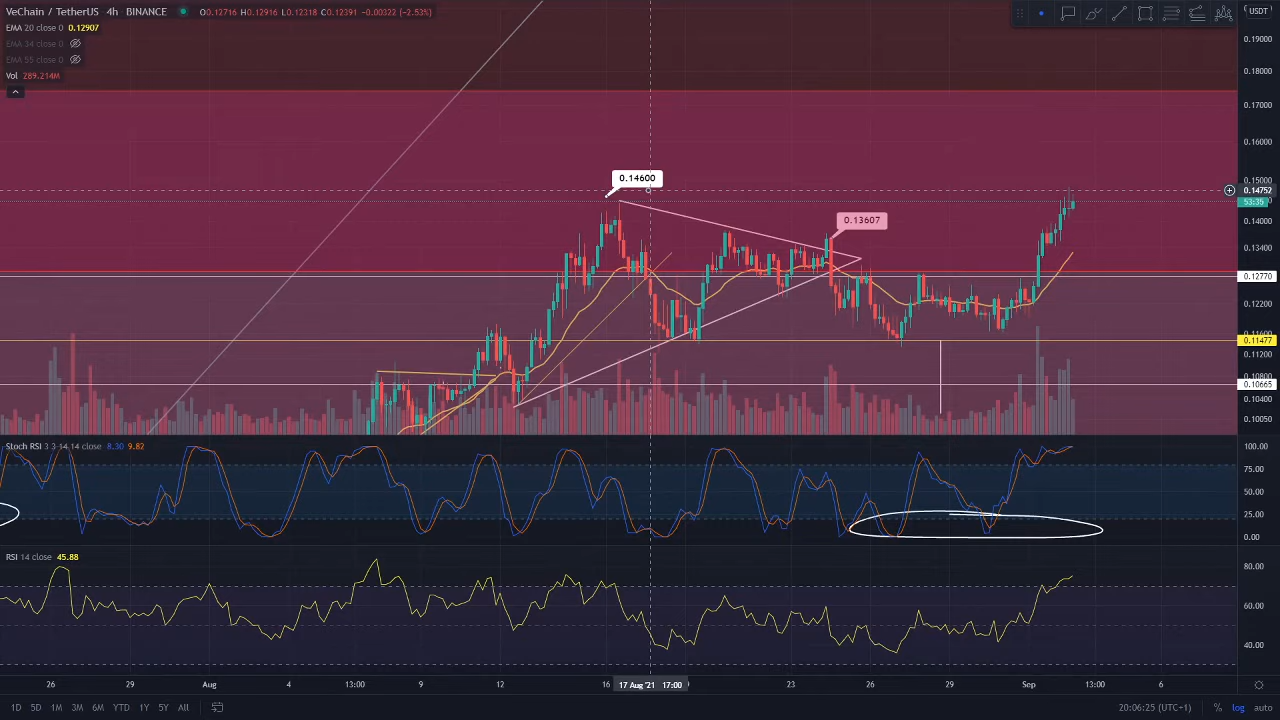 VeChain / TetherUS · 4h · BINANCE O0.12716 H0.12916 L0.12318 C0.12391 −0.00322 (−2.53%)
USDT
EMA 20 close 0 0.12907
EMA 34 close 0
EMA 55 close 0
Vol 289.214M
0.19000
0.18000
0.17000
0.16000
0.15000
0.14752
53:35
0.14000
0.13400
0.12770
0.12200
0.11477
0.11200
0.10665
0.10400
0.10050
0.14600
0.13607
Stoch RSI 3 3 14 14 close 8.30 9.82
100.00
75.00
50.00
25.00
0.00
RSI 14 close 45.88
80.00
60.00
40.00
26 29 Aug 4 13:00 9 12 16 17 Aug '21 17:00 23 26 29 Sep 13:00 6
1D 5D 1M 3M 6M YTD 1Y 5Y All
20:06:25 (UTC+1) % log auto